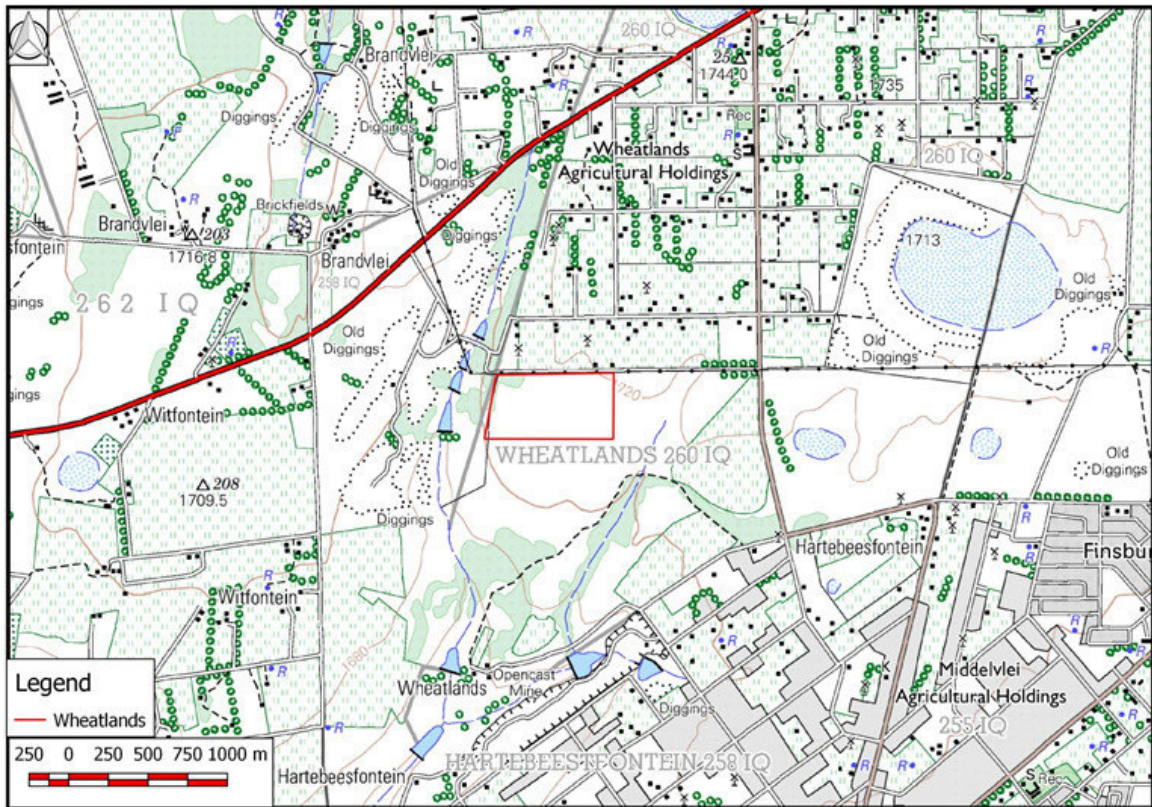 260 IQ
R
R
R
25
1744.0
1735
Brandvlei
Diggings
Diggings
Rec
R
Old
Diggings
Wheatlands
Agricultural Holdings
S
260 IQ
R
Brickfields
W
Brandvlei
203
1716.8
Diggings
1713
Brandvlei
258 IQ
262 IQ
Old
Diggings
Old
Diggings
Old
Diggings
R
R
1720
Witfontein
WHEATLANDS 260 IQ
Old
Diggings
208
1709.5
Diggings
R
Hartebeesfontein
Finsbu
R
R
Witfontein
R
R
1680
R
Wheatlands
Opencast
Mine
Diggings
K
Middelvlei
Agricultural Holdings
255 IQ
R
R
HARTEBEESTFONTEIN 258 IQ
Hartebeesfontein
R
R
S
Rec
Legend
Wheatlands
250 0 250 500 750 1000 m